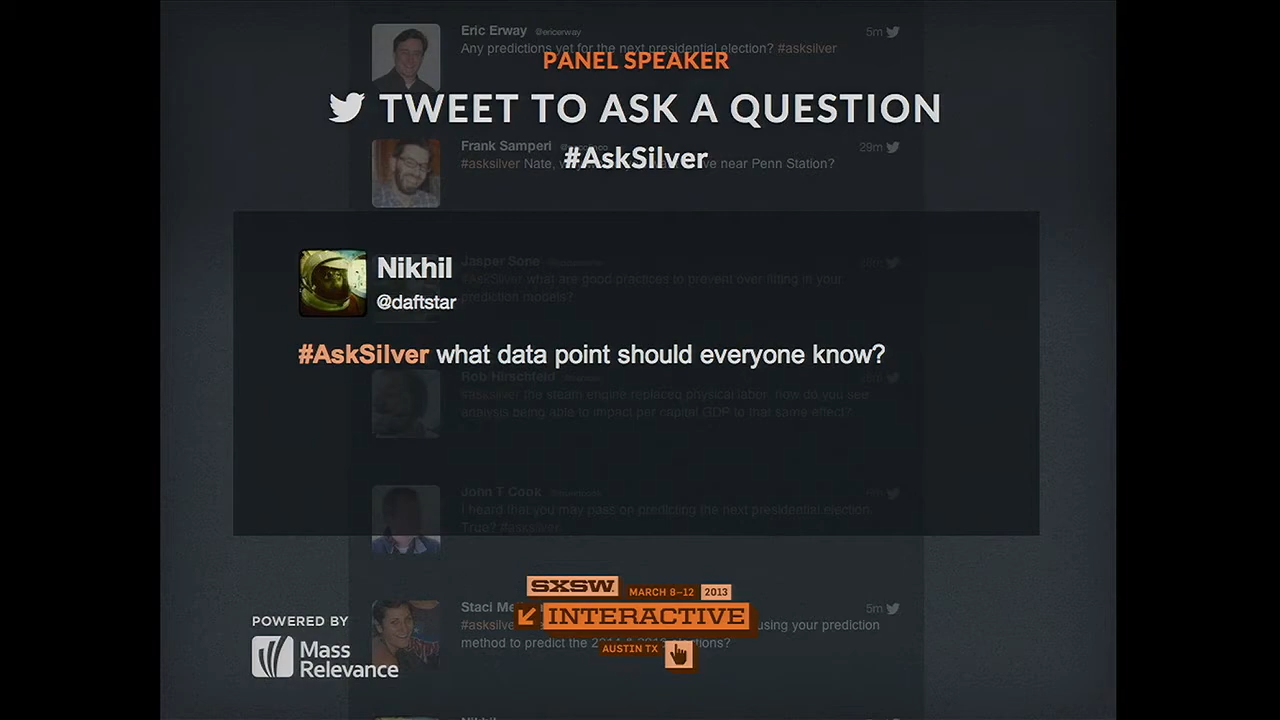 Eric Erway @ericerway 5m
Any predictions yet for the next presidential election? #asksilver
PANEL SPEAKER
TWEET TO ASK A QUESTION
Frank Samperi 29m
#AskSilver
#asksilver Nate, near Penn Station?
Nikhil
@daftstar
Jasper Sone
#AskSilver what are good practices to prevent over fitting in your
prediction models?
#AskSilver what data point should everyone know?
Rob Hirschfeld
#asksilver the steam engine replaced physical labor, how do you see
analysis being able to impact per capital GDP to that same effect?
John T Cook
I heard that you may pass on predicting the next presidential election.
True? #asksilver
SXSW
MARCH 8–12 2013
INTERACTIVE
AUSTIN TX
Staci 5m
#asksilver using your prediction
method to predict the
POWERED BY
Mass
Relevance
Nikhil